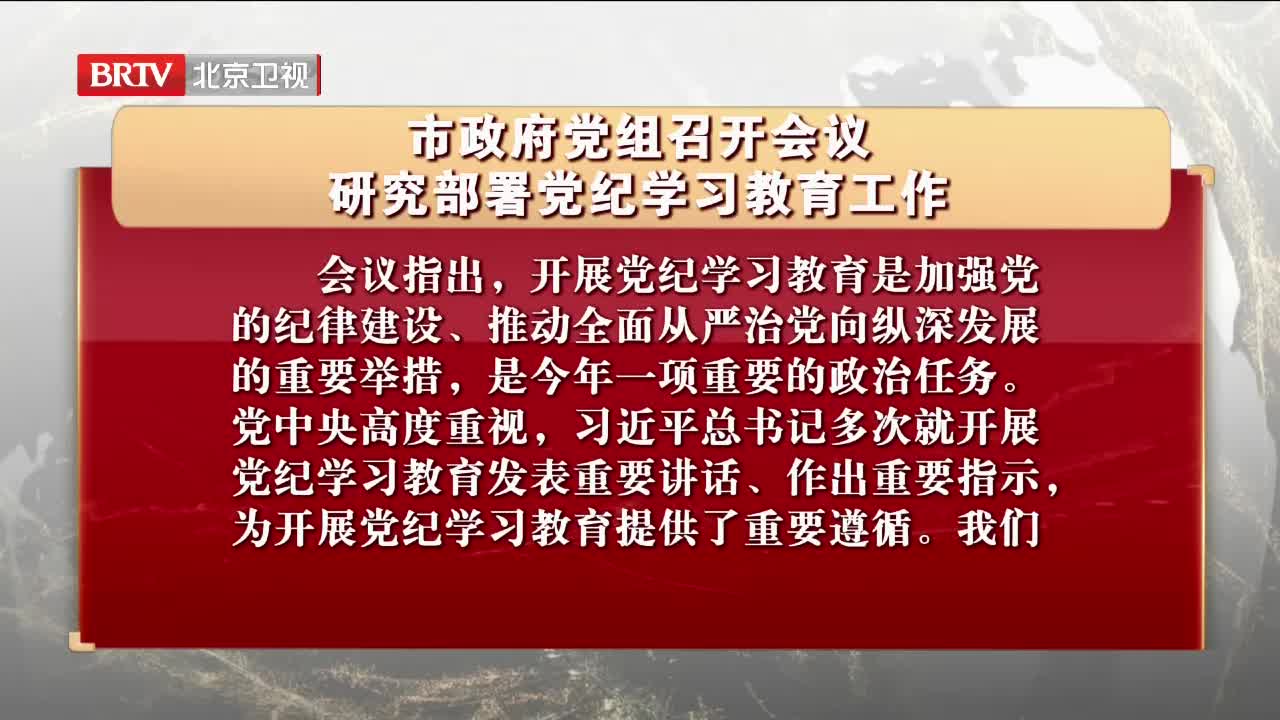 BRTV 北京卫视
市政府党组召开会议
研究部署党纪学习教育工作
会议指出，开展党纪学习教育是加强党
的纪律建设、推动全面从严治党向纵深发展
的重要举措，是今年一项重要的政治任务。
党中央高度重视，习近平总书记多次就开展
党纪学习教育发表重要讲话、作出重要指示，
为开展党纪学习教育提供了重要遵循。我们